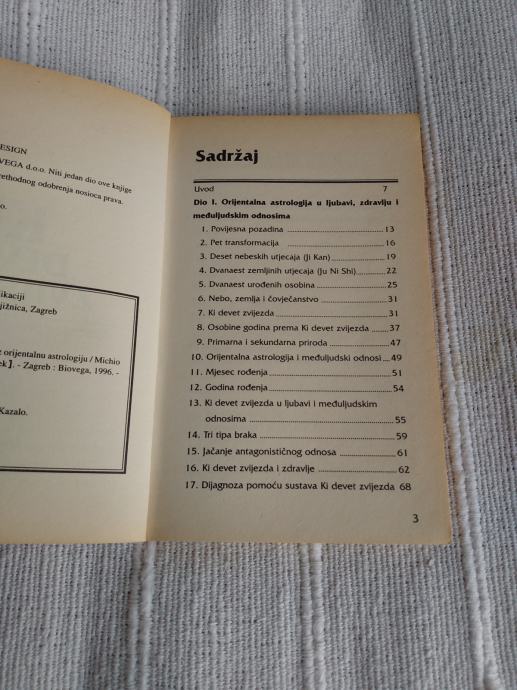 ESIGN
VEGA d.o.o. Niti jedan dio ove knjige
rethodnog odobrenja nosioca prava.
o.
ikaciji
jižnica, Zagreb
z orijentalnu astrologiju / Michio
ek]. - Zagreb : Biovega, 1996. -
Kazalo.
Sadržaj
Uvod 7
Dio I. Orijentalna astrologija u ljubavi, zdravlju i
međuljudskim odnosima
1. Povijesna pozadina 13
2. Pet transformacija 16
3. Deset nebeskih utjecaja (Ji Kan) 19
4. Dvanaest zemljinih utjecaja (Ju Ni Shi) 22
5. Dvanaest urođenih osobina 25
6. Nebo, zemlja i čovječanstvo 31
7. Ki devet zvijezda 31
8. Osobine godina prema Ki devet zvijezda 37
9. Primarna i sekundarna priroda 47
10. Orijentalna astrologija i međuljudski odnosi 49
11. Mjesec rođenja 51
12. Godina rođenja 54
13. Ki devet zvijezda u ljubavi i međuljudskim
odnosima 55
14. Tri tipa braka 59
15. Jačanje antagonističnog odnosa 61
16. Ki devet zvijezda i zdravlje 62
17. Dijagnoza pomoću sustava Ki devet zvijezda 68
3